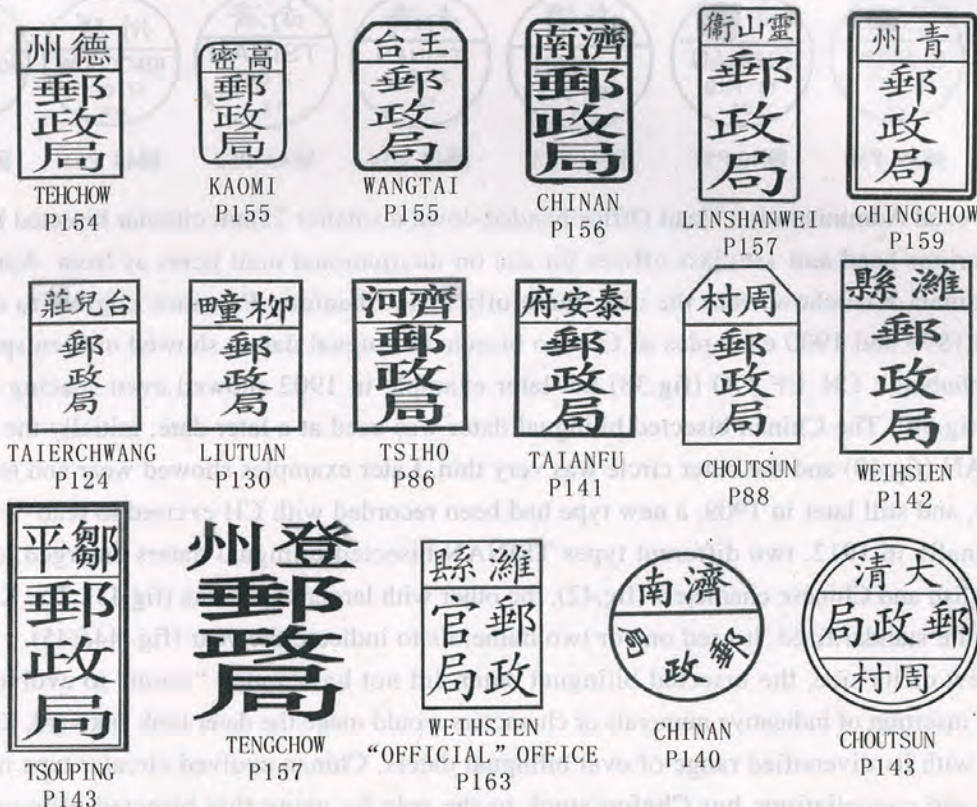 德州
郵
政
局
TEHCHOW
P154
高密
郵
政
局
KAOMI
P155
王台
郵
政
局
WANGTAI
P155
濟南
郵
政
局
CHINAN
P156
靈山衛
郵
政
局
LINSHANWEI
P157
青州
郵
政
局
CHINGCHOW
P159
台兒莊
郵
政
局
TAIERCHWANG
P124
柳疃
郵
政
局
LIUTUAN
P130
齊河
郵
政
局
TSIHO
P86
泰安府
郵
政
局
TAIANFU
P141
周村
郵
政
局
CHOUTSUN
P88
濰縣
郵
政
局
WEIHSIEN
P142
鄒平
郵
政
局
TSOUPING
P143
登州
郵
局
TENGCHOW
P157
濰縣
郵政
官局
WEIHSIEN
“OFFICIAL” OFFICE
P163
濟南
郵政局
CHINAN
P140
大清
郵政局
周村
CHOUTSUN
P143